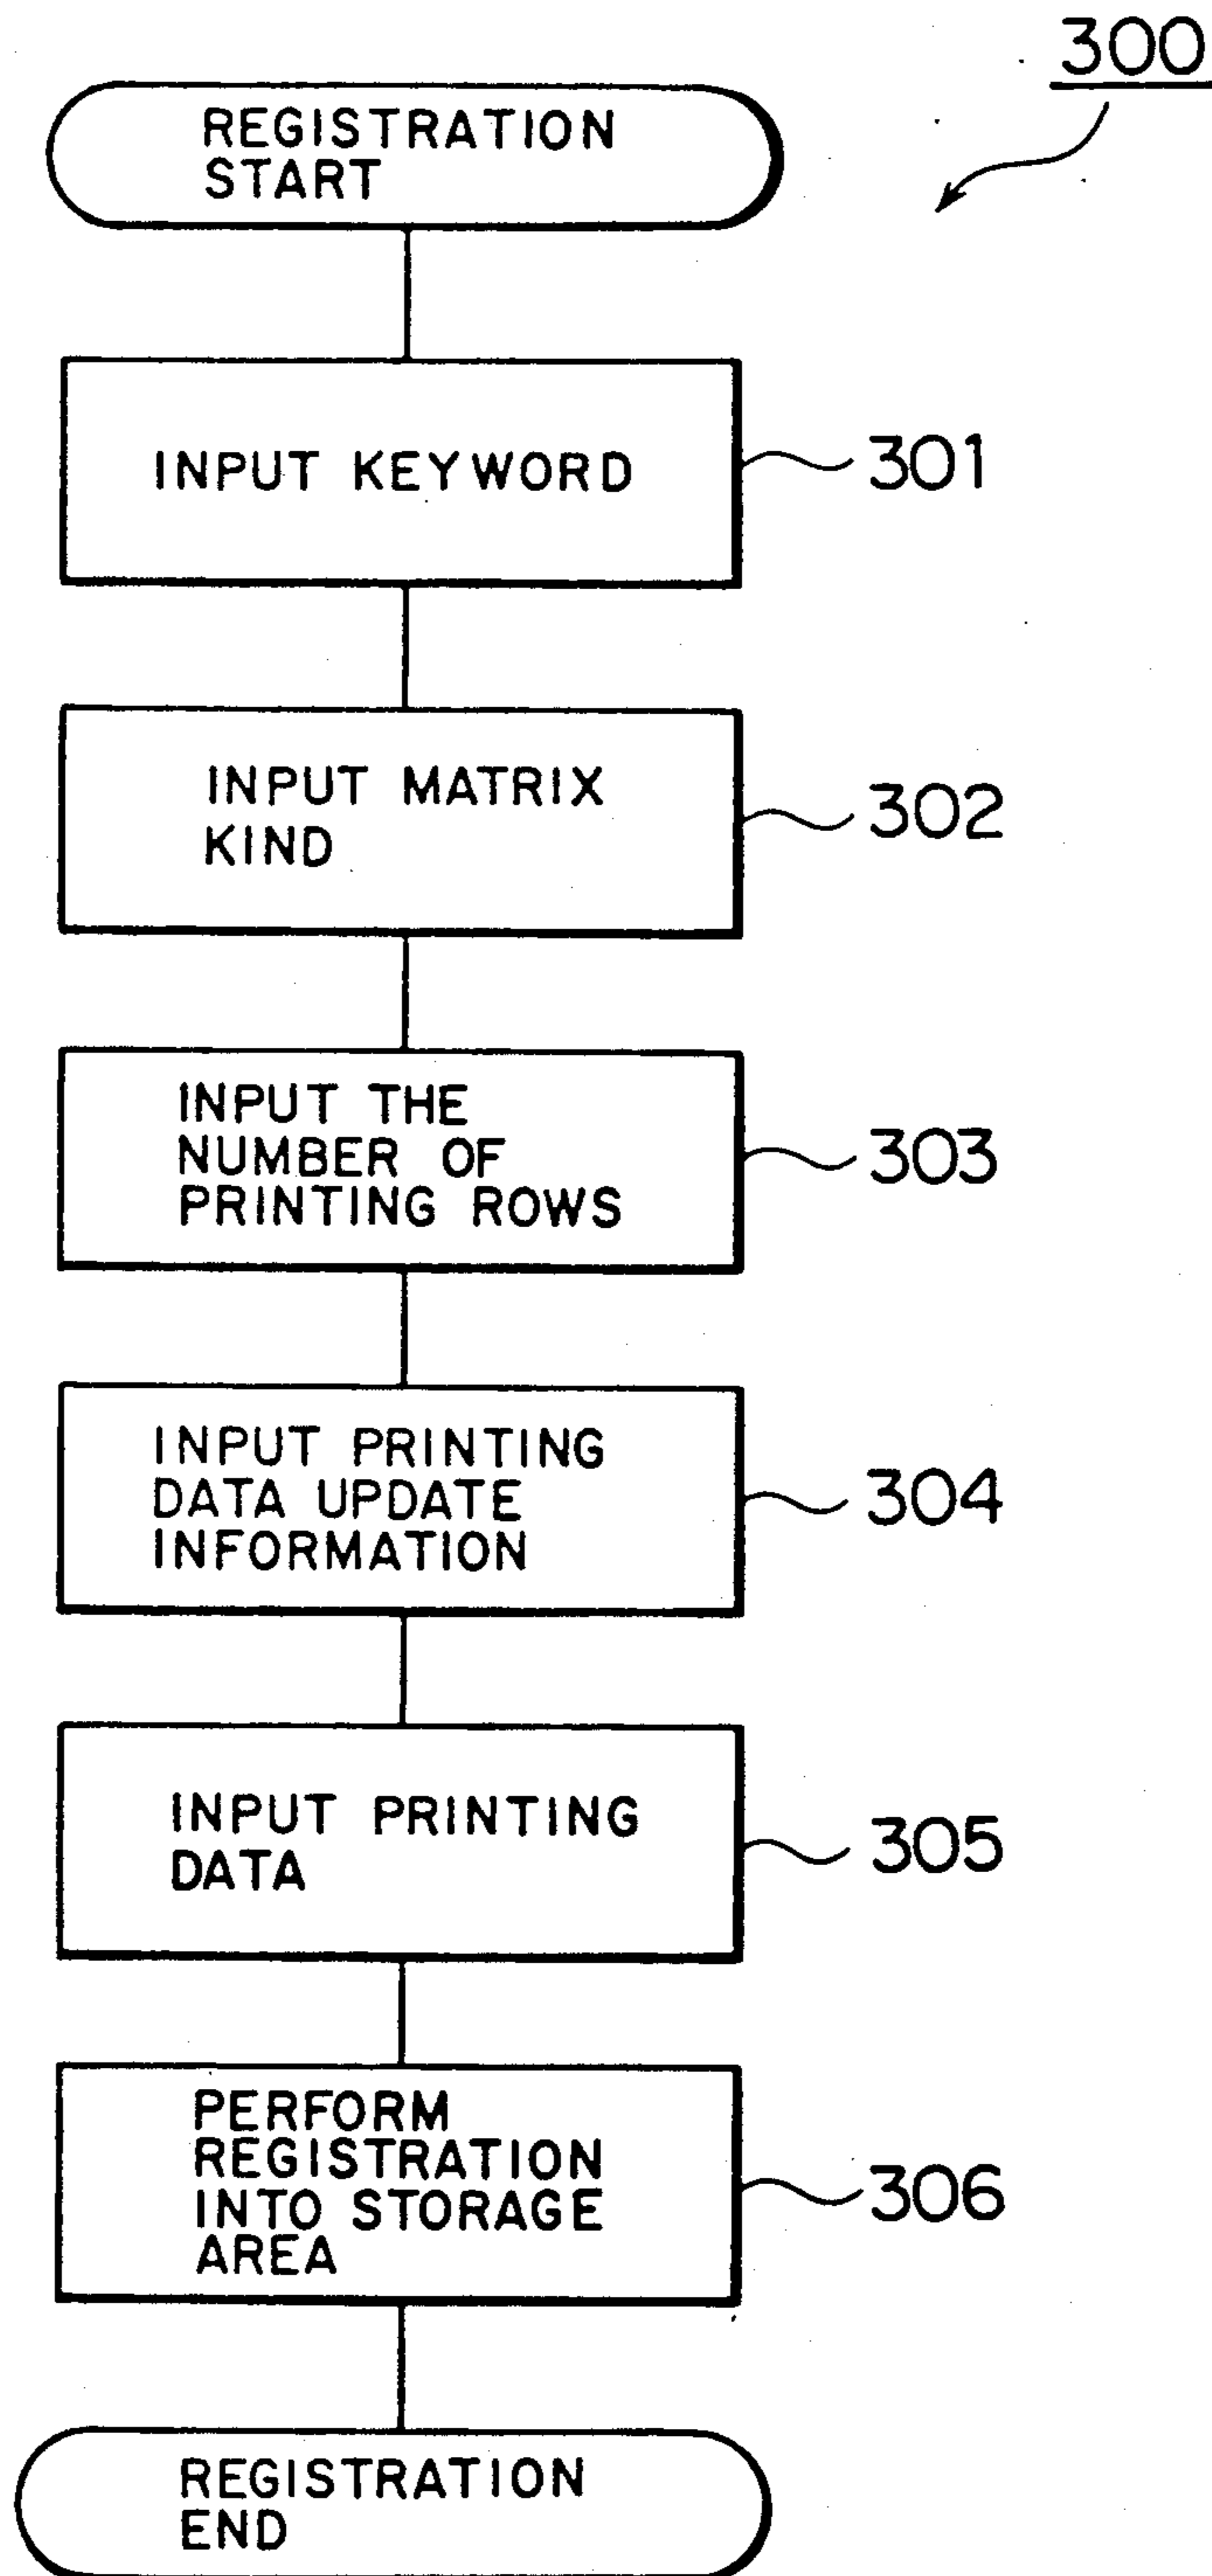 300
REGISTRATION
START
INPUT KEYWORD
301
INPUT MATRIX
KIND
302
INPUT THE
NUMBER OF
PRINTING ROWS
303
INPUT PRINTING
DATA UPDATE
INFORMATION
304
INPUT PRINTING
DATA
305
PERFORM
REGISTRATION
INTO STORAGE
AREA
306
REGISTRATION
END